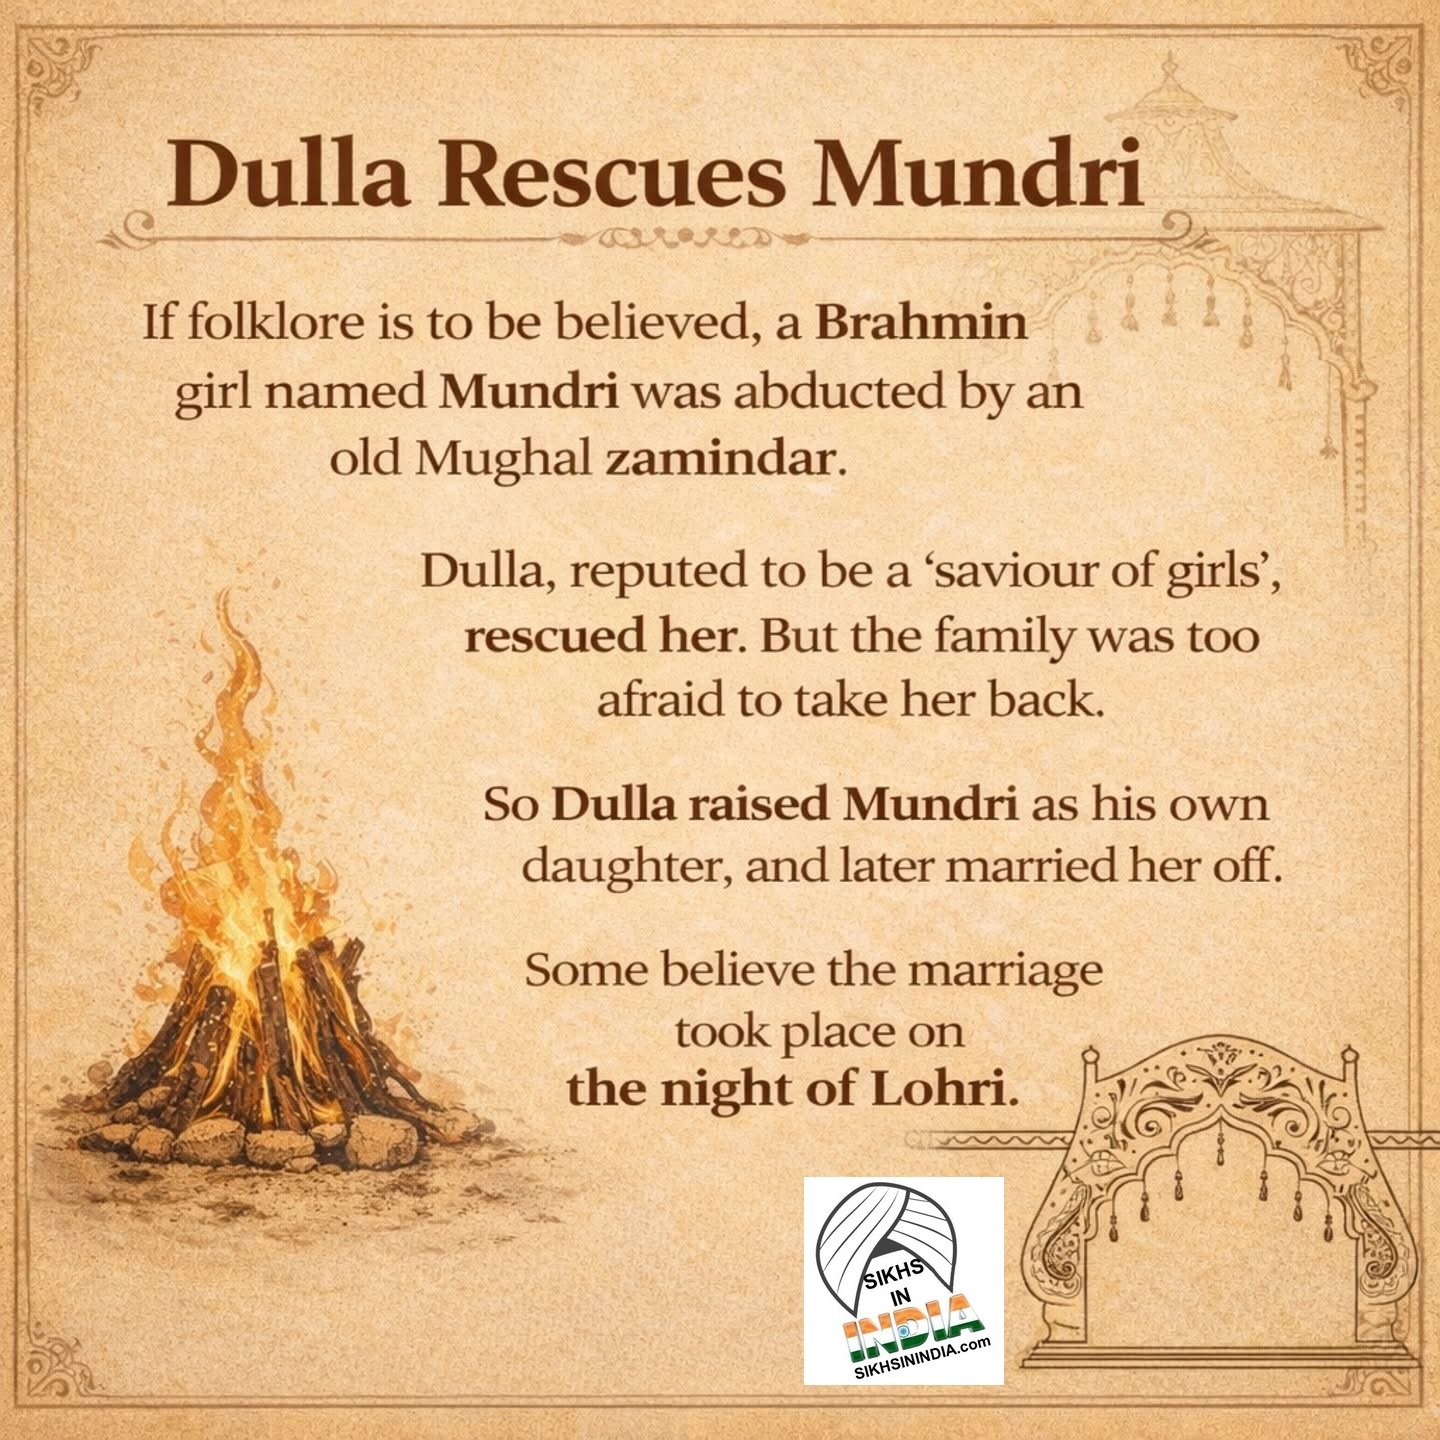 Dulla Rescues Mundri
If folklore is to be believed, a Brahmin
girl named Mundri was abducted by an
old Mughal zamindar.
Dulla, reputed to be a ‘saviour of girls’,
rescued her. But the family was too
afraid to take her back.
So Dulla raised Mundri as his own
daughter, and later married her off.
Some believe the marriage
took place on
the night of Lohri.
SIKHS
IN
INDIA
SIKHSININDIA.com